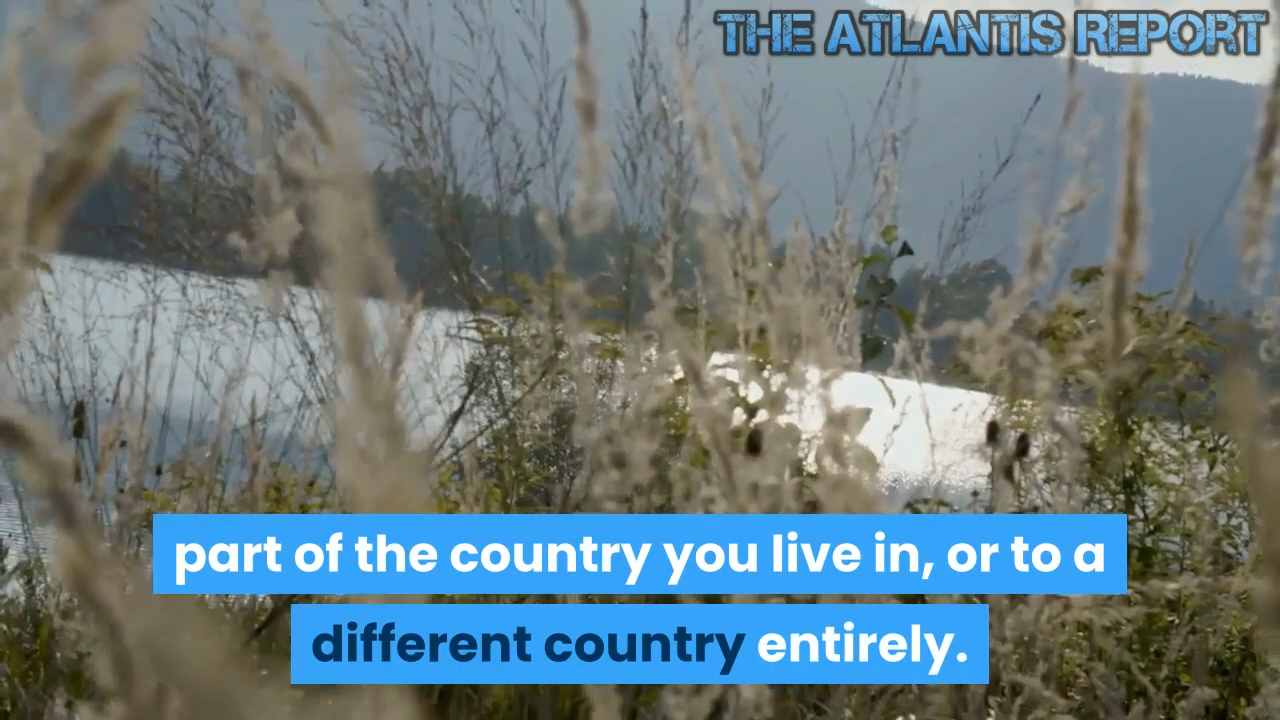 THE ATLANTIS REPORT
part of the country you live in, or to a
different country entirely.